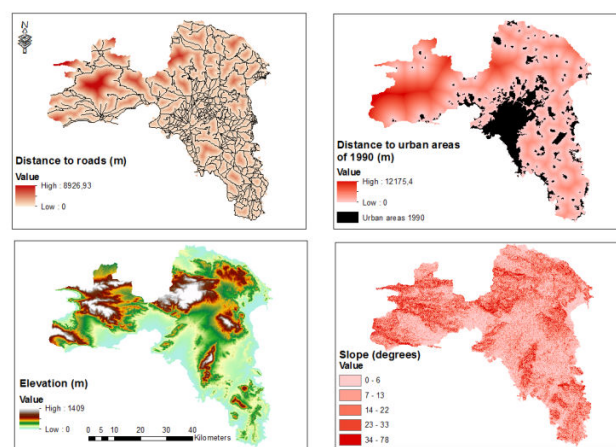 N
Distance to roads (m)
Value
High : 8926,93
Low : 0
Distance to urban areas
of 1990 (m)
Value
High : 12175,4
Low : 0
Urban areas 1990
Elevation (m)
Value
High : 1409
Low : 0
0 5 10 20 30 40
Kilometers
Slope (degrees)
Value
0 - 6
7 - 13
14 - 22
23 - 33
34 - 78